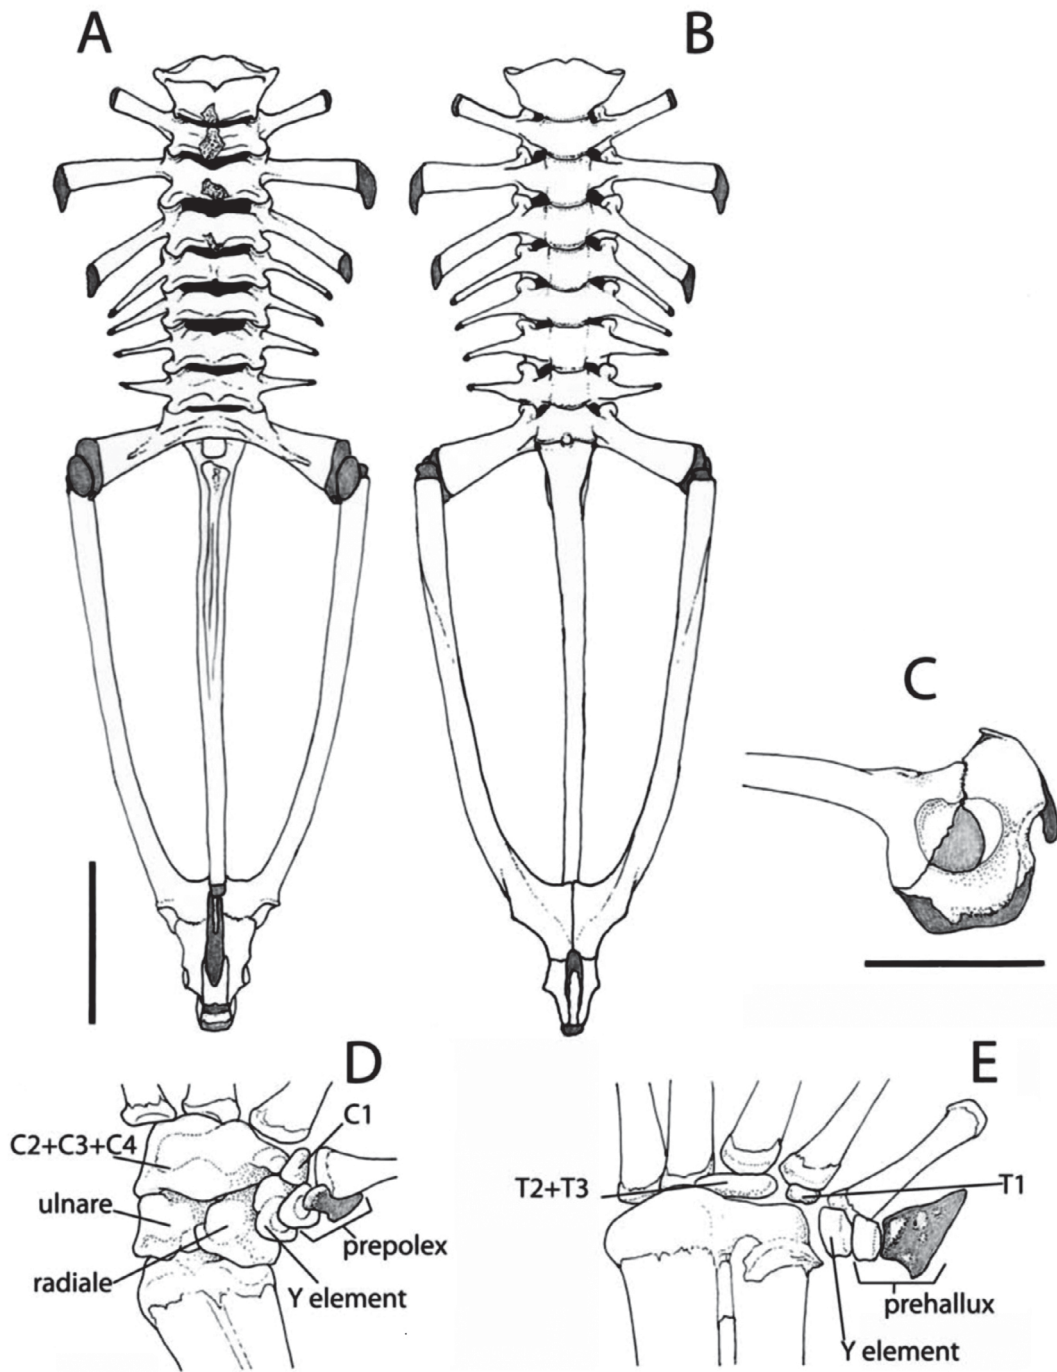 A
B
C
D
C1
C2+C3+C4
ulnare
radiale
prepolex
Y element
E
T2+T3
T1
prehallux
Y element